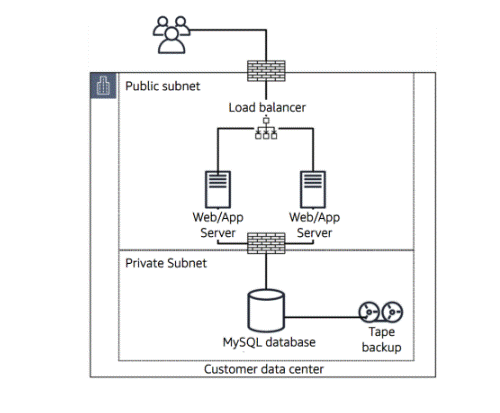 Public subnet
Load balancer
Web/App
Server
Web/App
Server
Private Subnet
MySQL database
Tape
backup
Customer data center